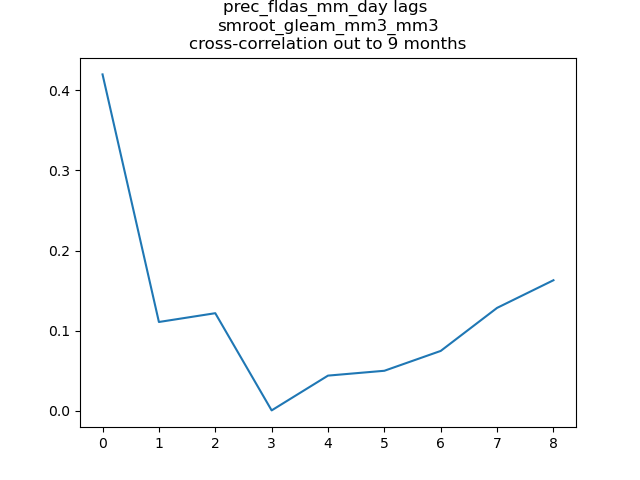 prec_fldas_mm_day lags
smroot_gleam_mm3_mm3
cross-correlation out to 9 months
0.4
0.3
0.2
0.1
0.0
0 1 2 3 4 5 6 7 8